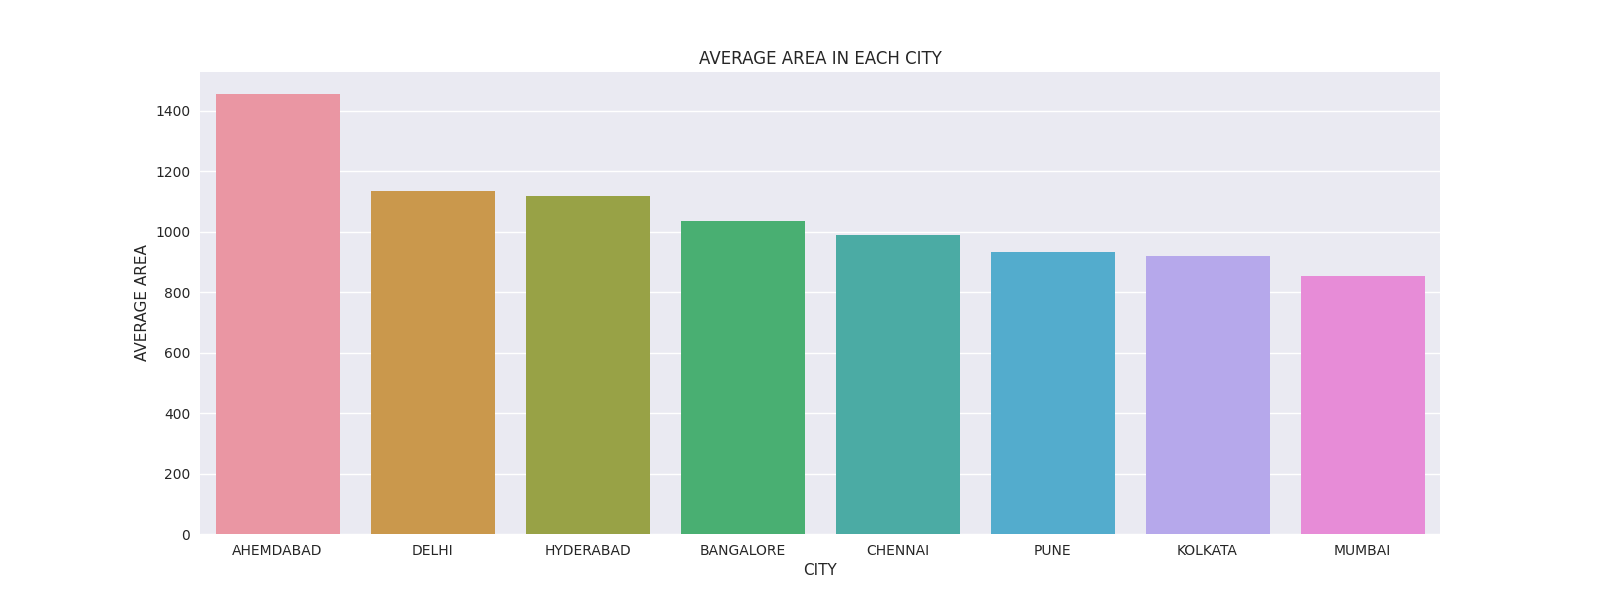 AVERAGE AREA IN EACH CITY
AVERAGE AREA
1400
1200
1000
800
600
400
200
0
AHEMDABAD DELHI HYDERABAD BANGALORE CHENNAI PUNE KOLKATA MUMBAI
CITY